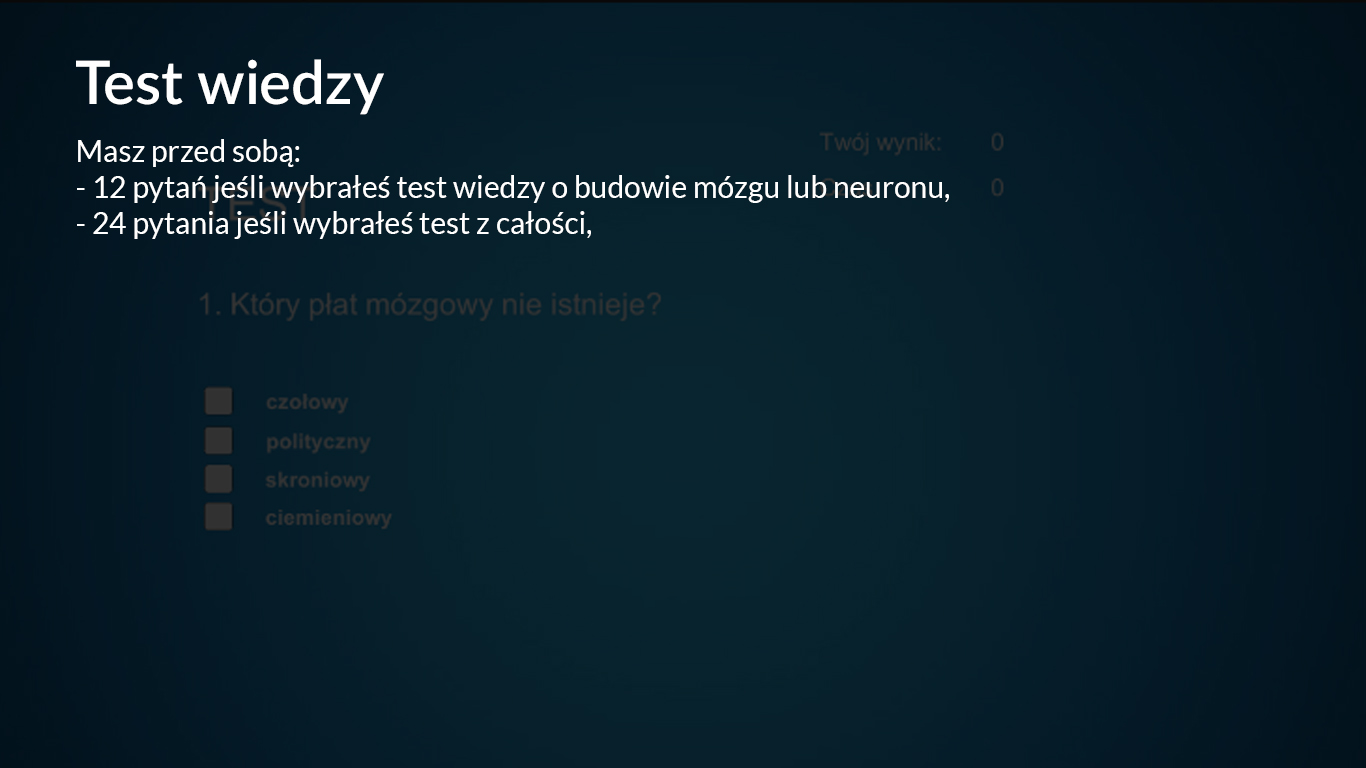 Test wiedzy
Masz przed sobą:
- 12 pytań jeśli wybrałeś test wiedzy o budowie mózgu lub neuronu,
- 24 pytania jeśli wybrałeś test z całości,
Twój wynik: 0
0
TEST
1. Który płat mózgowy nie istnieje?
czołowy
polityczny
skroniowy
ciemieniowy